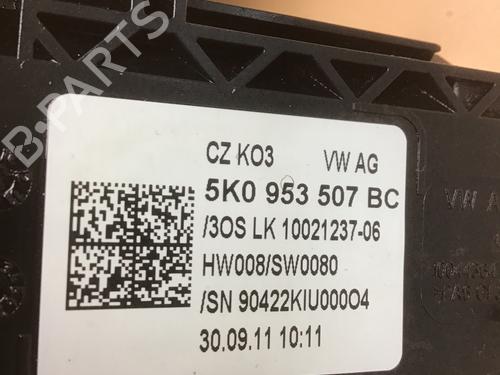 B-PARTS
CZ KO3 VW AG
5K0 953 507 BC
/3OS LK 10021237-06
HW008/SW0080
/SN 90422KIU000O4
30.09.11 10:11
VW A